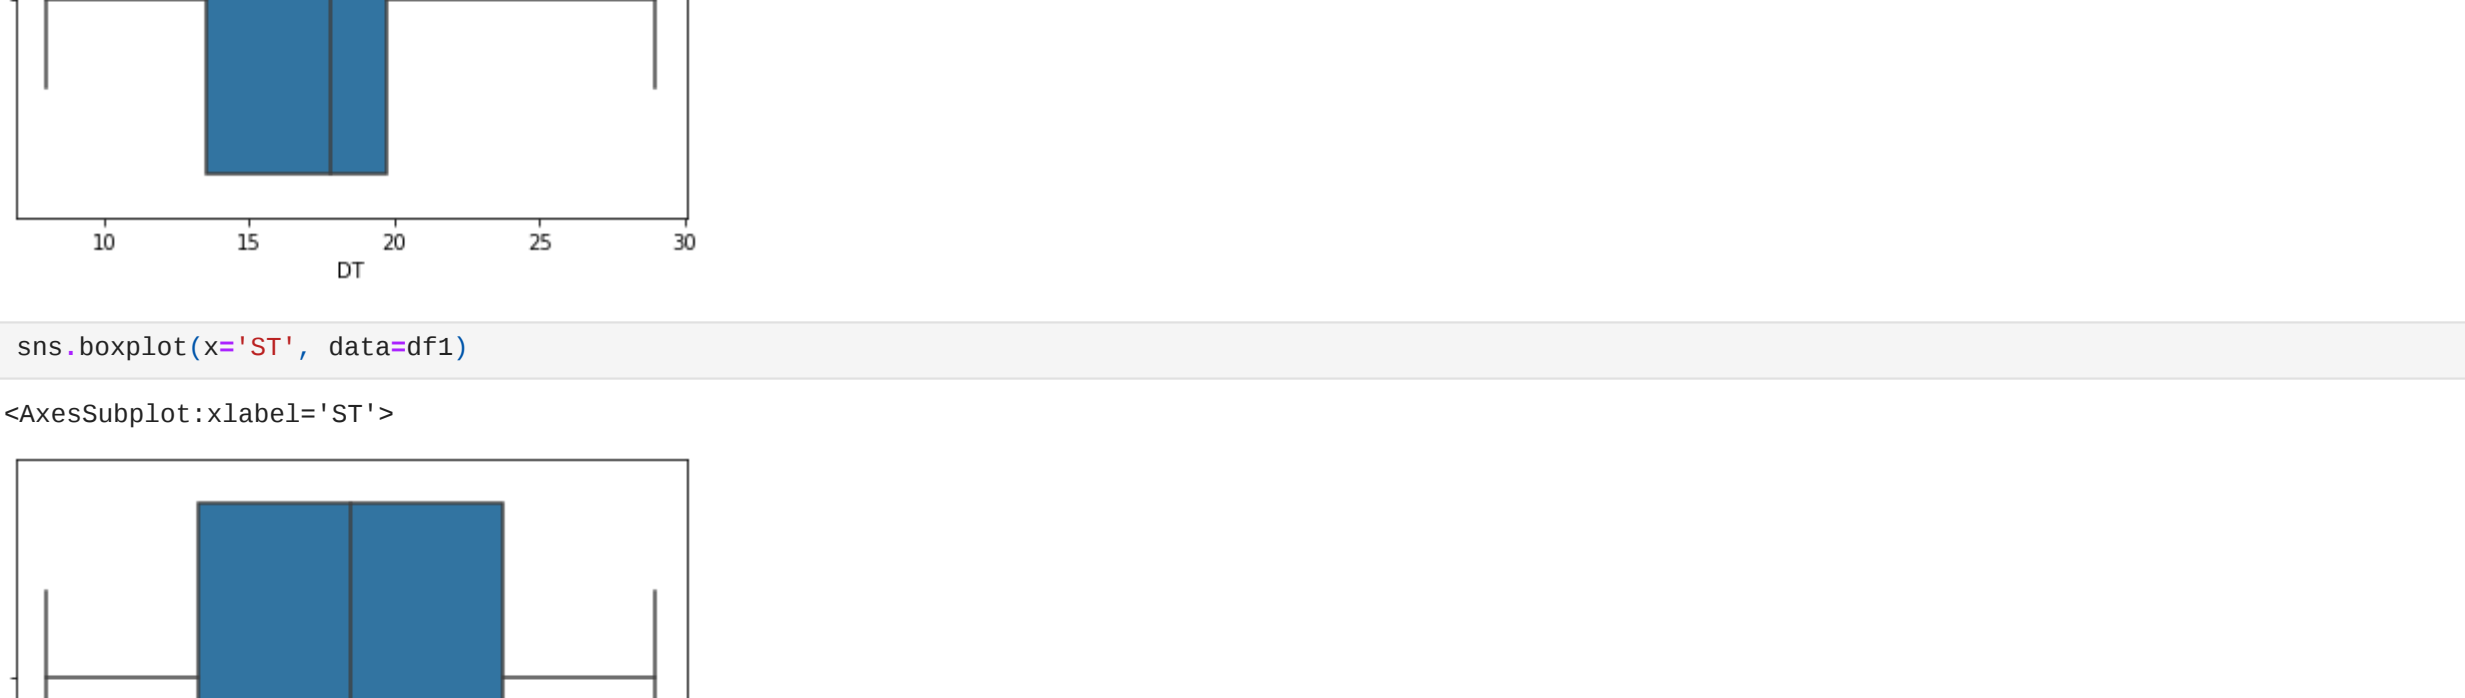 10 15 20 25 30
DT
sns.boxplot(x='ST', data=df1)
<AxesSubplot:xlabel='ST'>